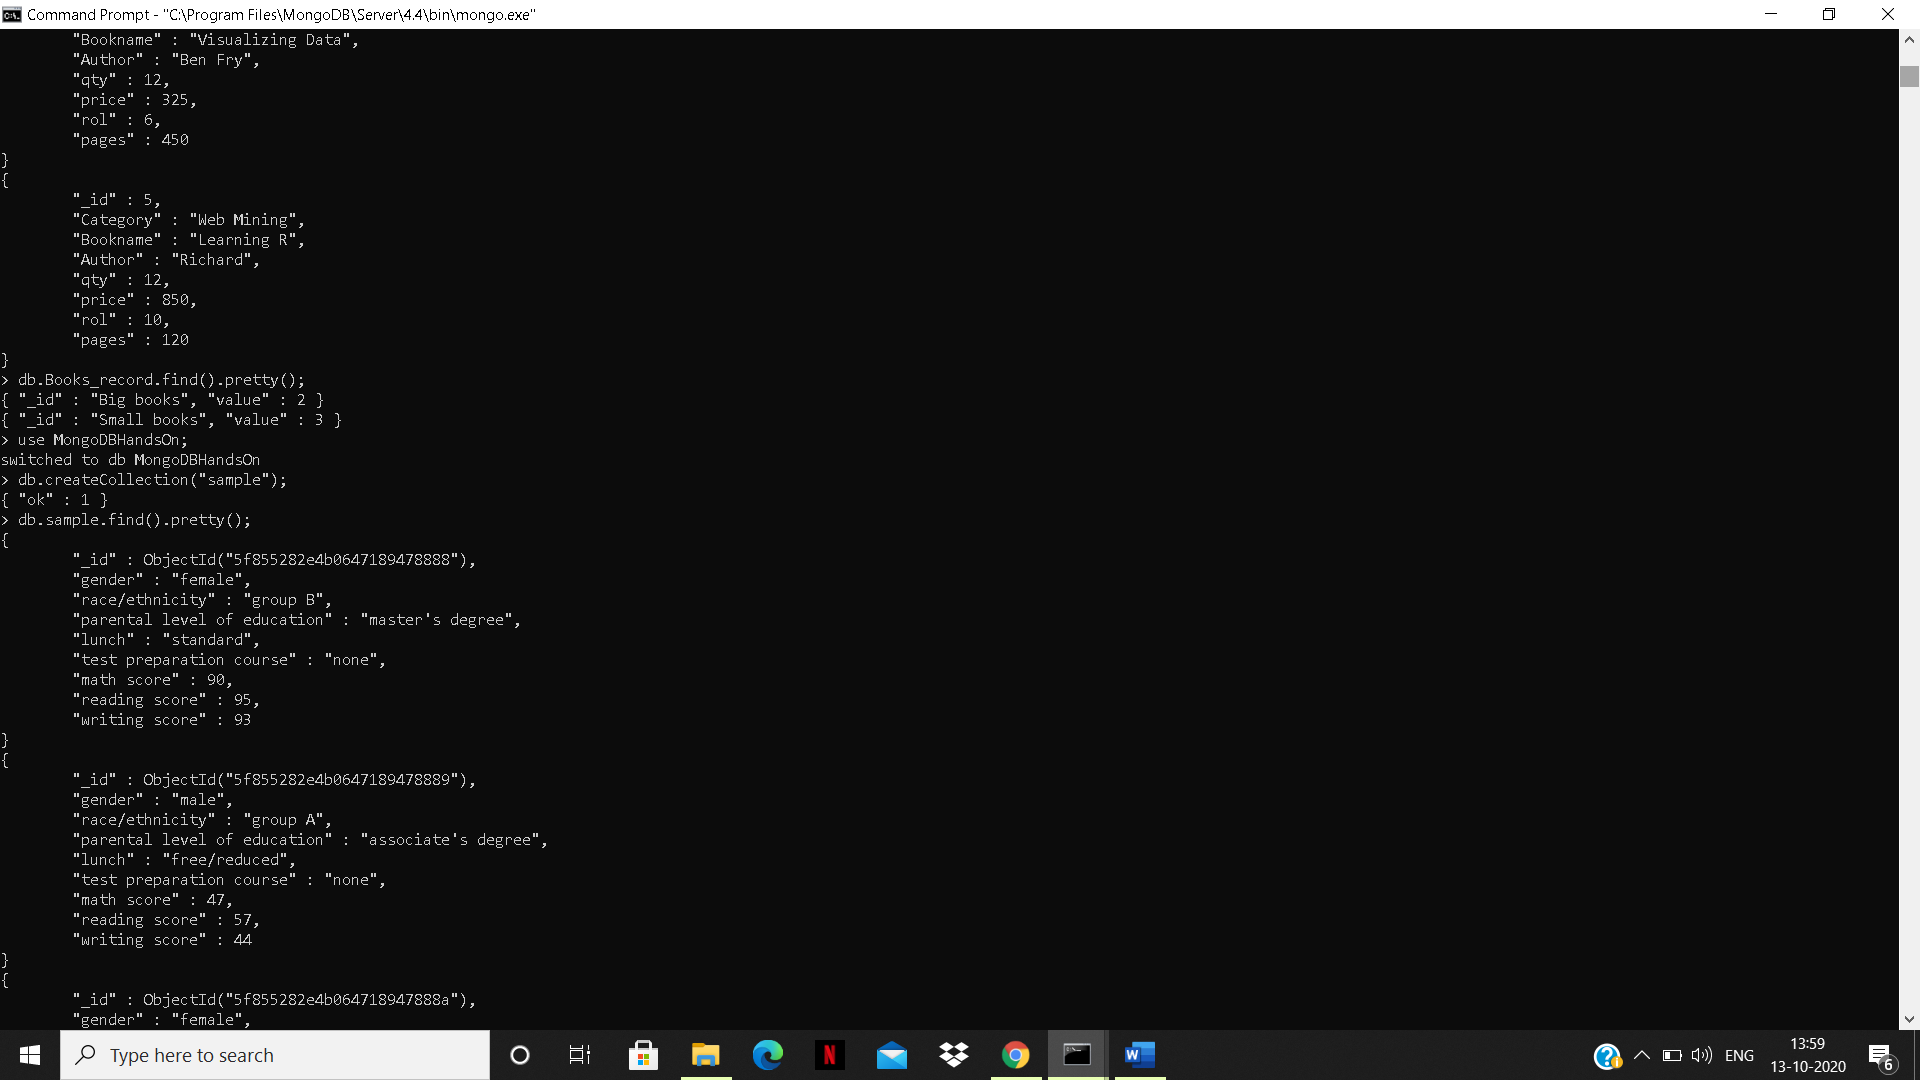 Command Prompt - "C:\Program Files\MongoDB\Server\4.4\bin\mongo.exe"
"Bookname" : "Visualizing Data",
"Author" : "Ben Fry",
"qty" : 12,
"price" : 325,
"rol" : 6,
"pages" : 450
}
{
"_id" : 5,
"Category" : "Web Mining",
"Bookname" : "Learning R",
"Author" : "Richard",
"qty" : 12,
"price" : 850,
"rol" : 10,
"pages" : 120
}
> db.Books_record.find().pretty();
{ "_id" : "Big books", "value" : 2 }
{ "_id" : "Small books", "value" : 3 }
> use MongoDBHandsOn;
switched to db MongoDBHandsOn
> db.createCollection("sample");
{ "ok" : 1 }
> db.sample.find().pretty();
{
"_id" : ObjectId("5f855282e4b0647189478888"),
"gender" : "female",
"race/ethnicity" : "group B",
"parental level of education" : "master's degree",
"lunch" : "standard",
"test preparation course" : "none",
"math score" : 90,
"reading score" : 95,
"writing score" : 93
}
{
"_id" : ObjectId("5f855282e4b0647189478889"),
"gender" : "male",
"race/ethnicity" : "group A",
"parental level of education" : "associate's degree",
"lunch" : "free/reduced",
"test preparation course" : "none",
"math score" : 47,
"reading score" : 57,
"writing score" : 44
}
{
"_id" : ObjectId("5f855282e4b064718947888a"),
"gender" : "female",
Type here to search
N
W
ENG
13:59
13-10-2020
6